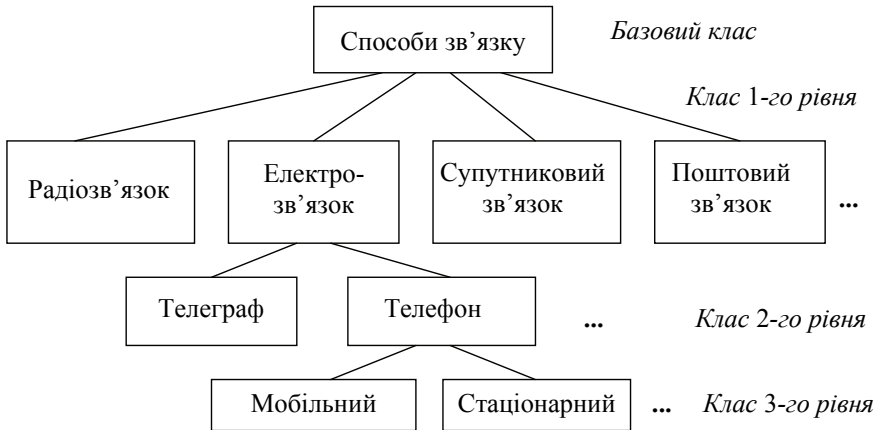 Способи зв’язку
Базовий клас
Клас 1-го рівня
Радіозв’язок
Електро-
зв’язок
Супутниковий
зв’язок
Поштовий
зв’язок
...
Телеграф
Телефон
...
Клас 2-го рівня
Мобільний
Стаціонарний
...
Клас 3-го рівня